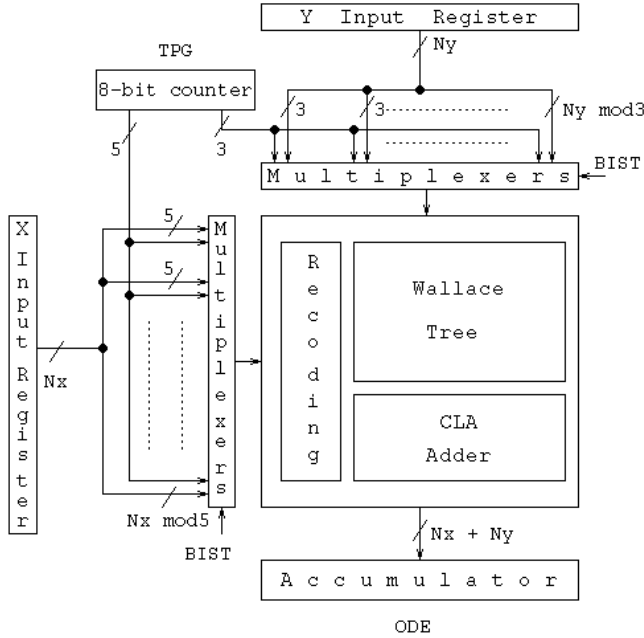 Y Input Register
Ny
TPG
8-bit counter
3
3
Ny mod3
5
3
BIST
Multiplexers
X Input Register
5
Multiplexers
5
Recoding
Wallace
Tree
Nx
CLA
Adder
Nx mod5
BIST
Nx + Ny
Accumulator
ODE